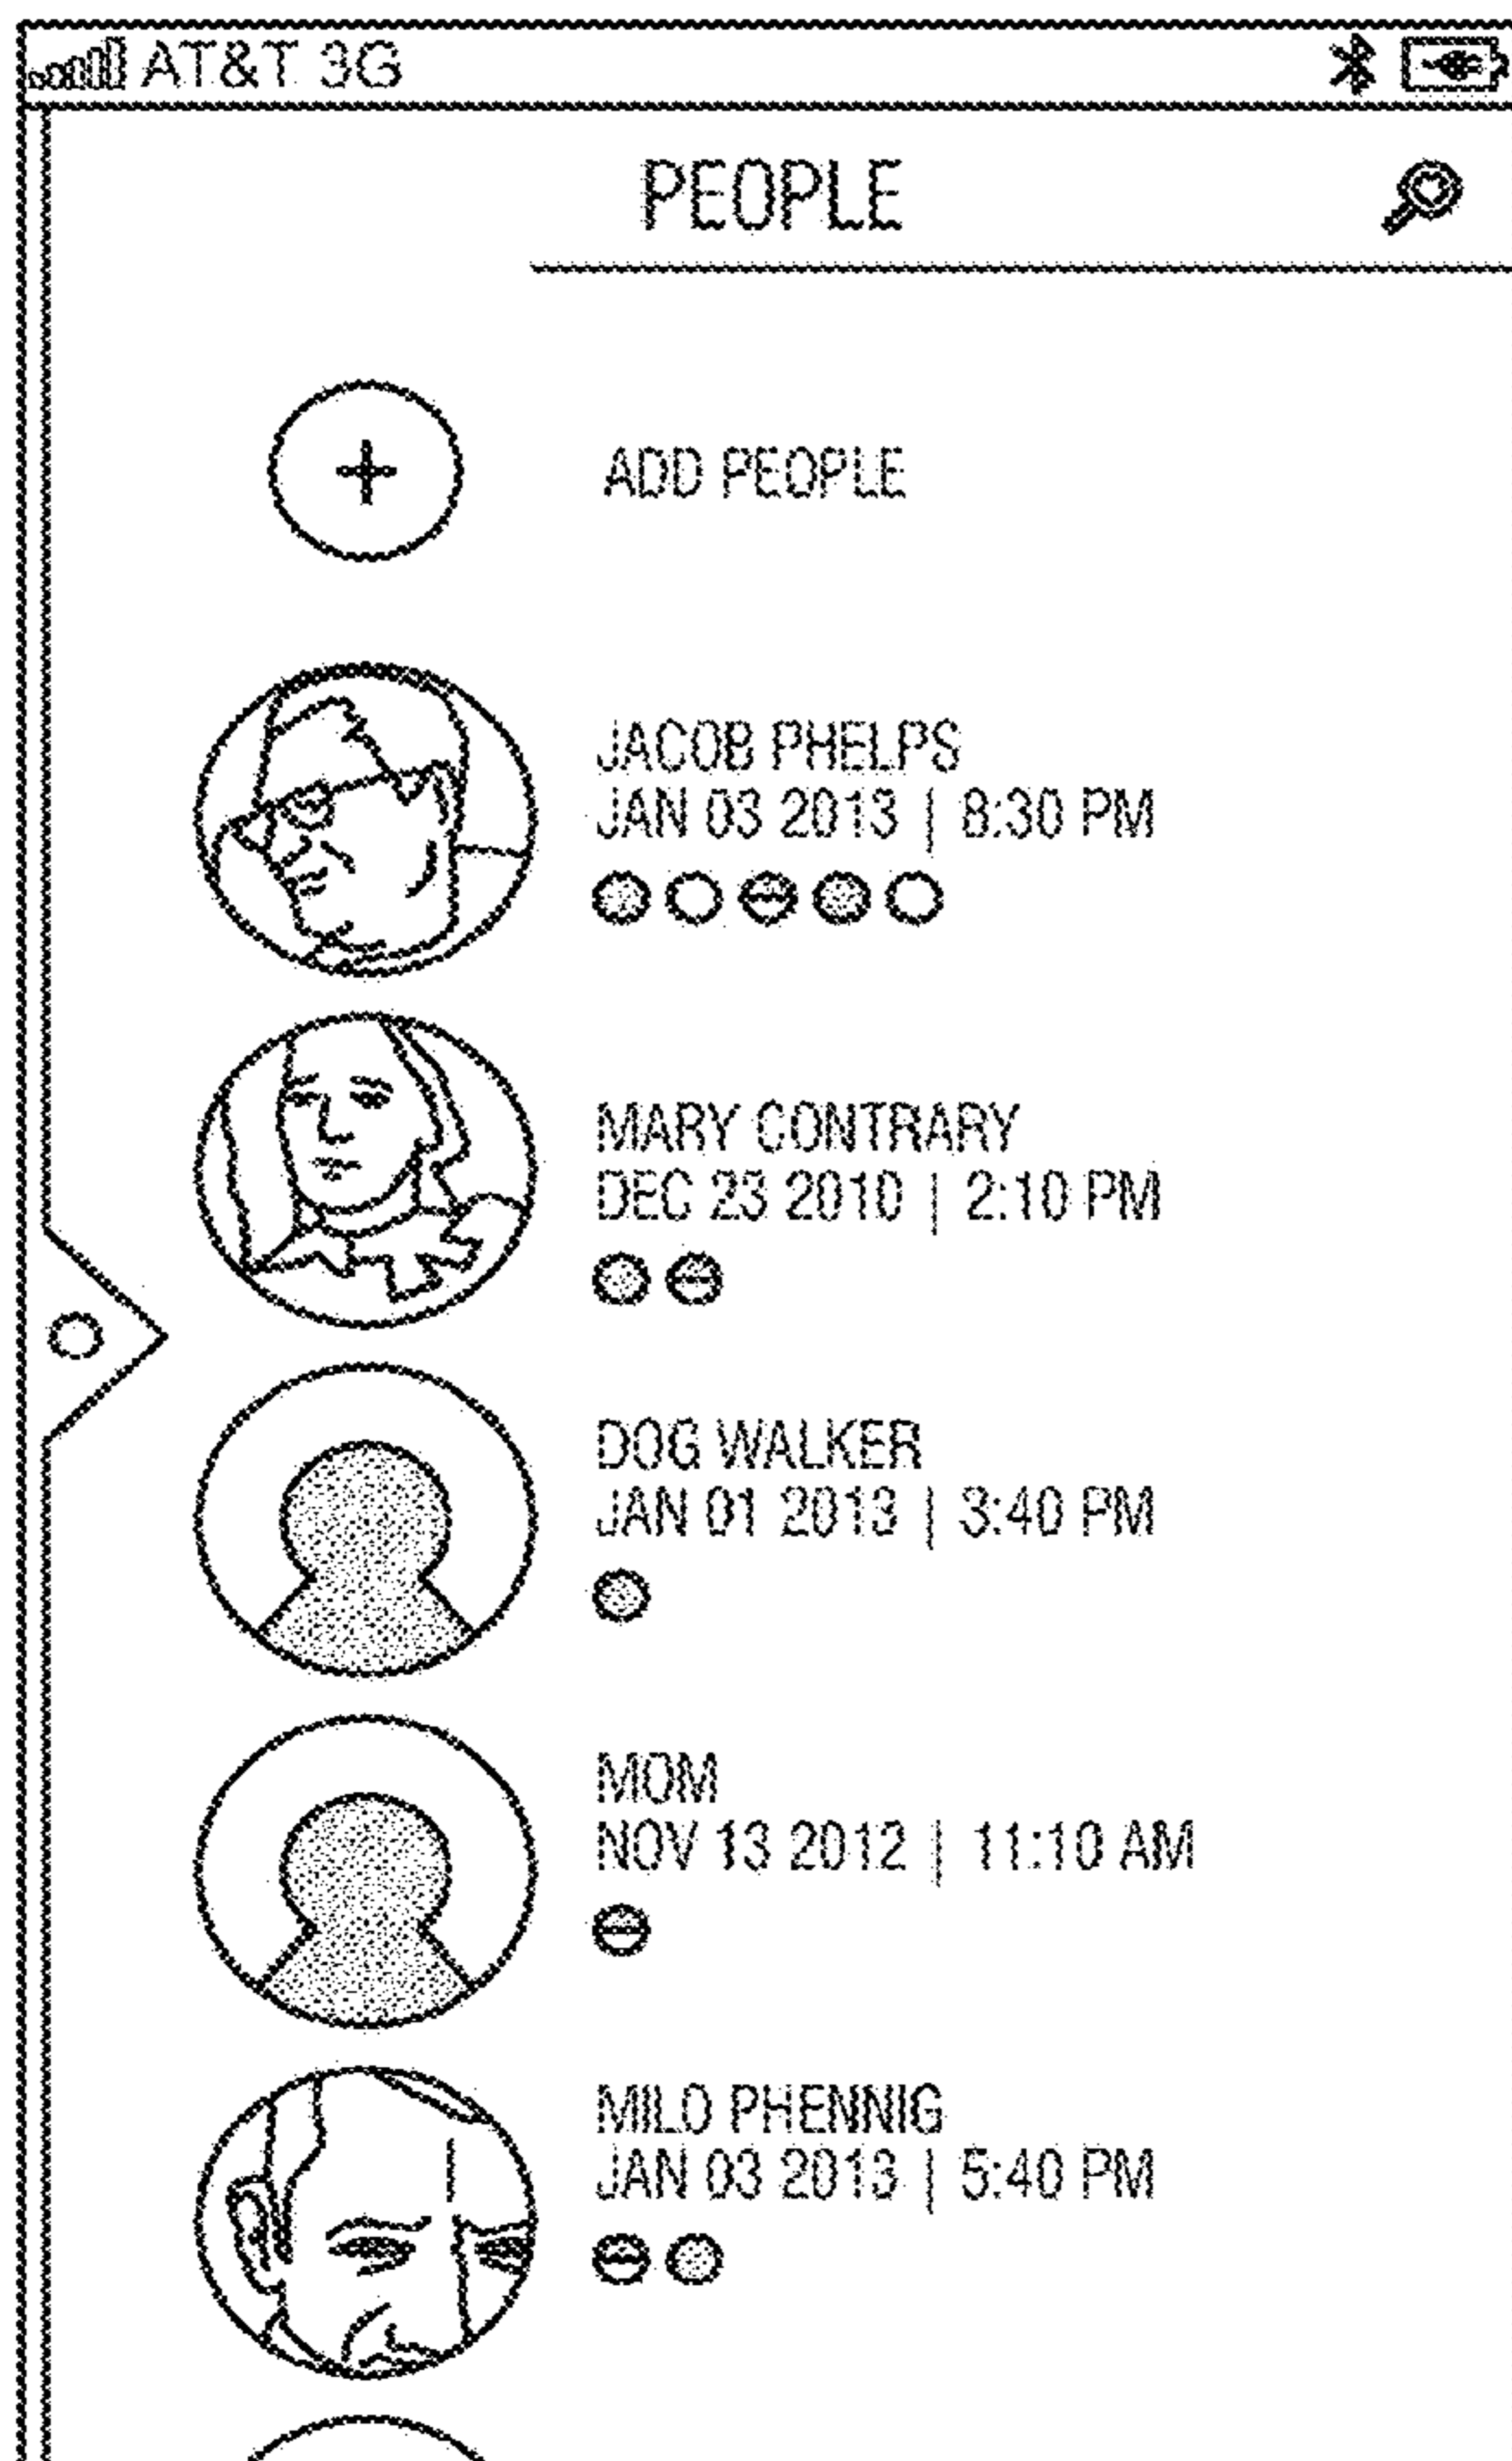 AT&T 3G
PEOPLE
ADD PEOPLE
JACOB PHELPS
JAN 03 2013 | 8:30 PM
MARY CONTRARY
DEC 23 2010 | 2:10 PM
DOG WALKER
JAN 01 2013 | 3:40 PM
MOM
NOV 13 2012 | 11:10 AM
MILO PHENNIG
JAN 03 2013 | 5:40 PM